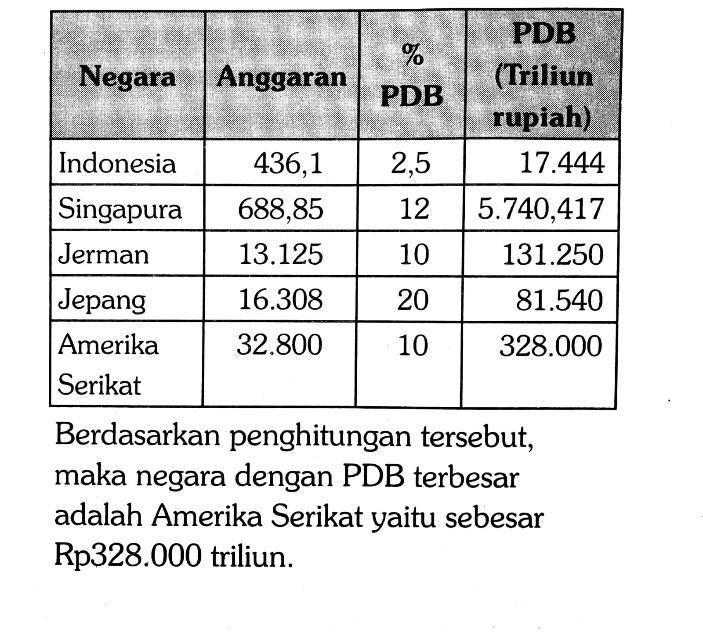 Negara Anggaran % PDB PDB (Triliun rupiah)
Indonesia 436,1 2,5 17.444
Singapura 688,85 12 5.740,417
Jerman 13.125 10 131.250
Jepang 16.308 20 81.540
Amerika Serikat 32.800 10 328.000
Berdasarkan penghitungan tersebut,
maka negara dengan PDB terbesar
adalah Amerika Serikat yaitu sebesar
Rp328.000 triliun.